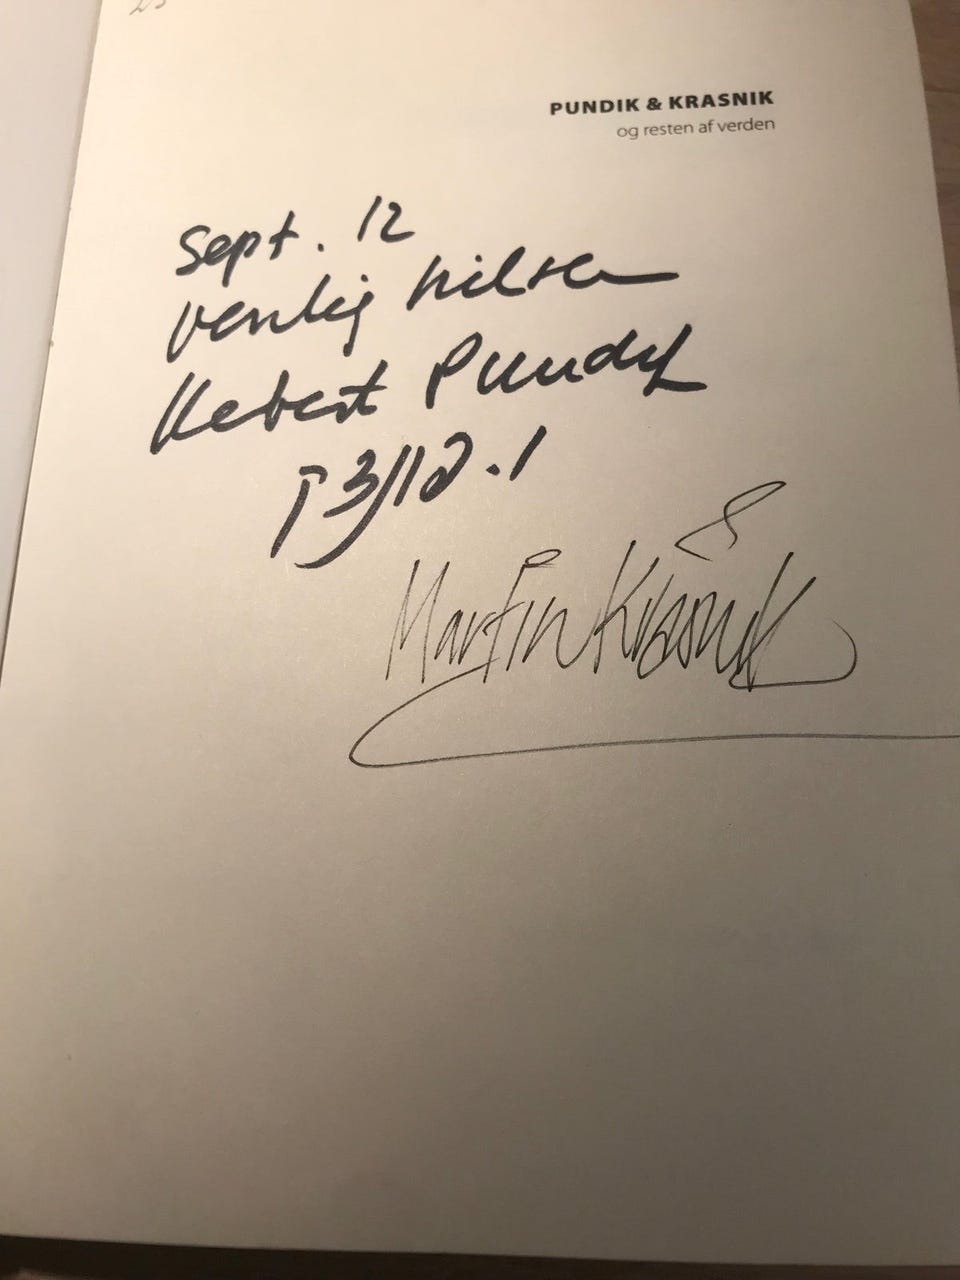 PUNDIK & KRASNIK
og resten af verden
Sept. 12
Venlig hilsen
Herbert Pundik
Martin Krasnik